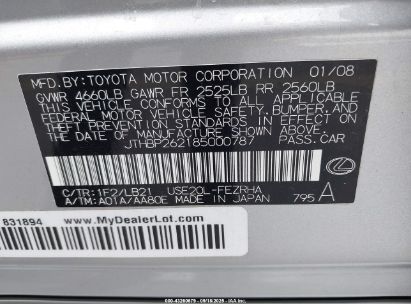 MFD.BY:TOYOTA MOTOR CORPORATION 01/08
GVWR 4660LB GAWR FR 2525LB RR 2560LB
THIS VEHICLE CONFORMS TO ALL APPLICABLE
FEDERAL MOTOR VEHICLE SAFETY, BUMPER, AND
THEFT PREVENTION STANDARDS IN EFFECT ON
THE DATE OF MANUFACTURE SHOWN ABOVE.
JTHBP262185000787 PASS.CAR
C/TR:1F2/LB21 USE20L-FEZRHA
A/TM:A01A/AA80E MADE IN JAPAN 795 A
831894 MyDealerLot.com